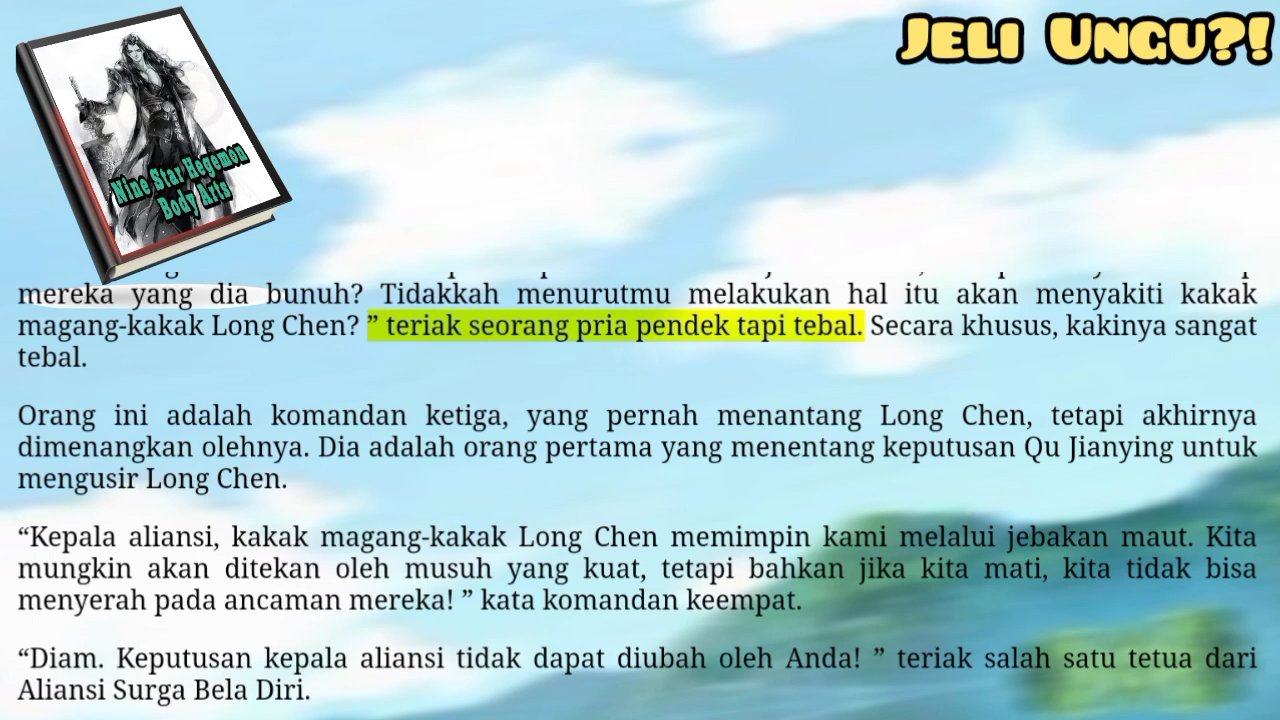 Jeli Ungu?!
Nine Star Hegemon
Body Arts
mereka yang dia bunuh? Tidakkah menurutmu melakukan hal itu akan menyakiti kakak
magang-kakak Long Chen? ” teriak seorang pria pendek tapi tebal. Secara khusus, kakinya sangat
tebal.
Orang ini adalah komandan ketiga, yang pernah menantang Long Chen, tetapi akhirnya
dimenangkan olehnya. Dia adalah orang pertama yang menentang keputusan Qu Jianying untuk
mengusir Long Chen.
“Kepala aliansi, kakak magang-kakak Long Chen memimpin kami melalui jebakan maut. Kita
mungkin akan ditekan oleh musuh yang kuat, tetapi bahkan jika kita mati, kita tidak bisa
menyerah pada ancaman mereka! ” kata komandan keempat.
“Diam. Keputusan kepala aliansi tidak dapat diubah oleh Anda! ” teriak salah satu tetua dari
Aliansi Surga Bela Diri.